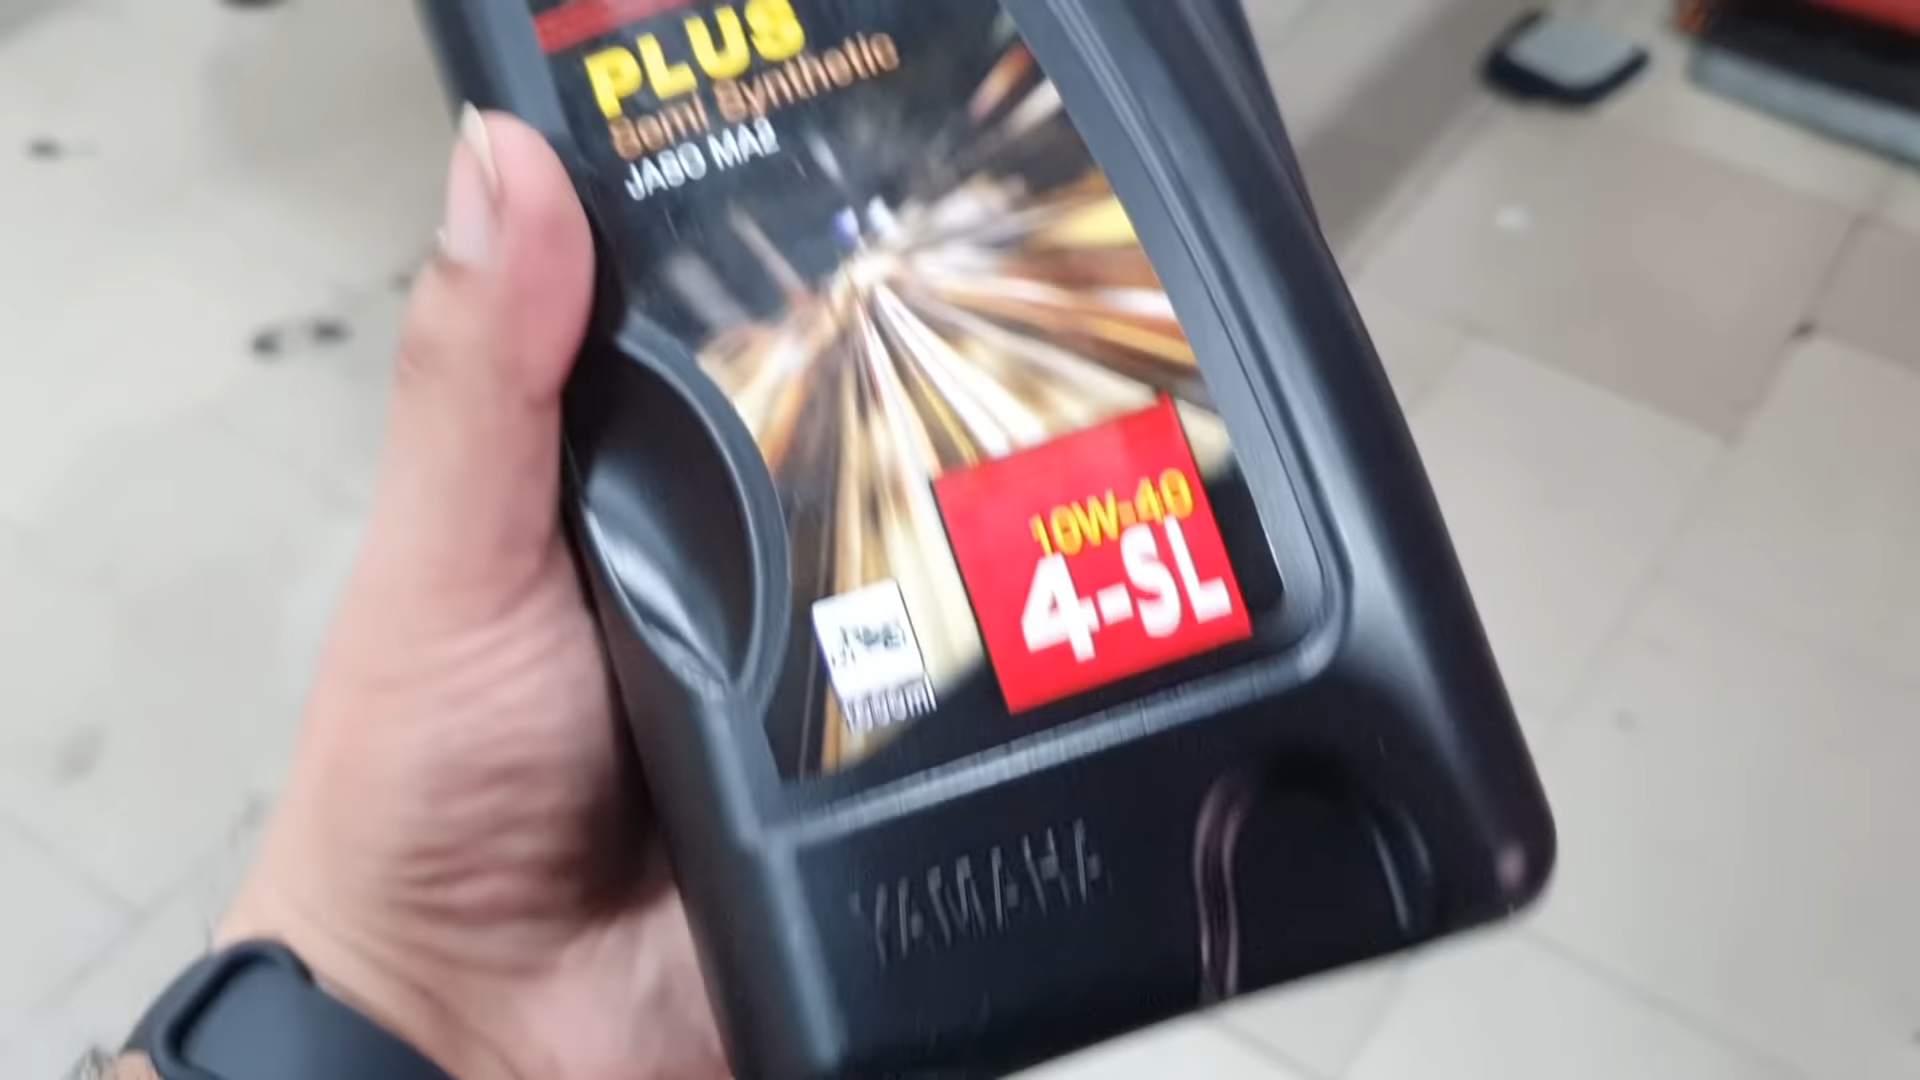 PLUS
Semi Synthetic
JASO MA2
10W-40
4-SL
YAMAHA